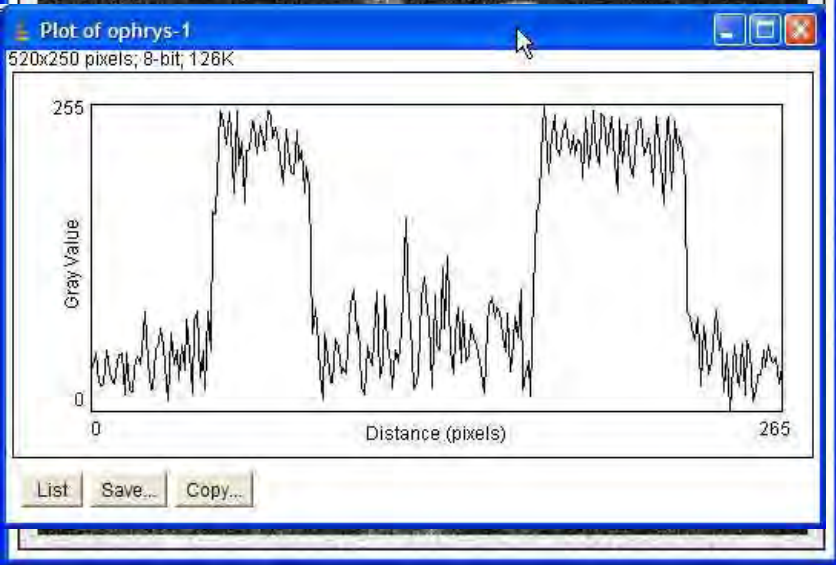 Plot of ophrys-1
520x250 pixels; 8-bit; 126K
255
Gray Value
0
0
Distance (pixels)
265
List
Save...
Copy...